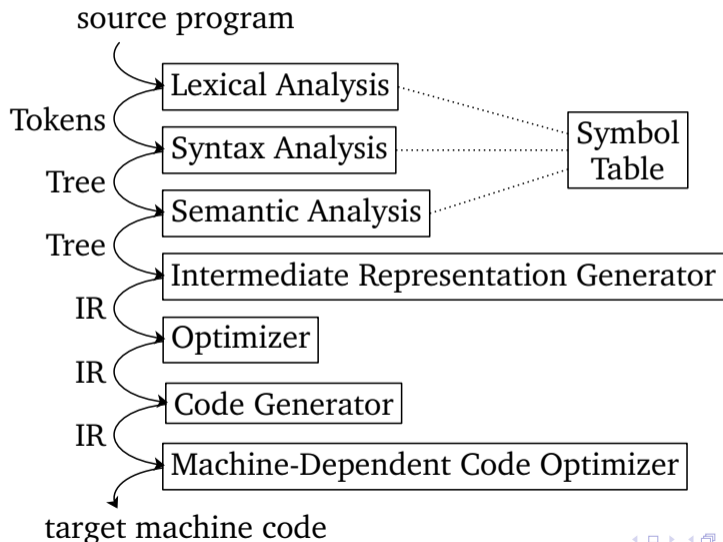 source program
Lexical Analysis
Tokens
Symbol
Table
Syntax Analysis
Tree
Semantic Analysis
Tree
Intermediate Representation Generator
IR
Optimizer
IR
Code Generator
IR
Machine-Dependent Code Optimizer
target machine code